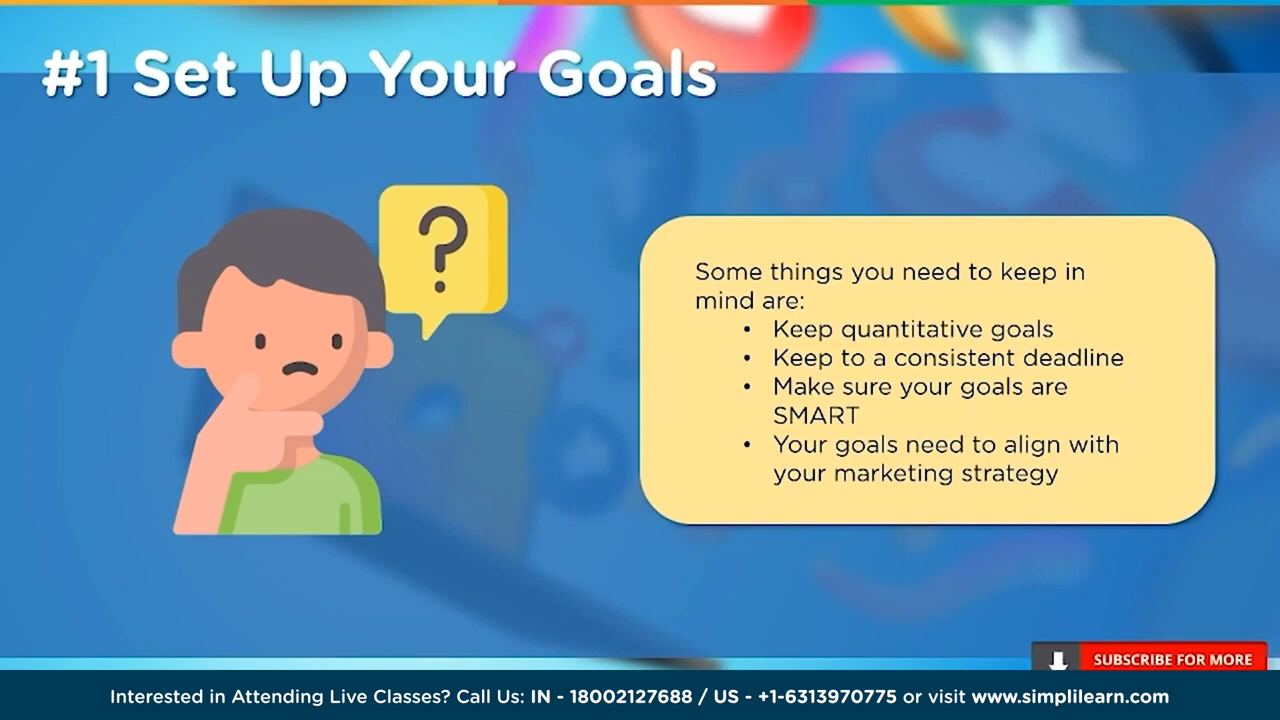 #1 Set Up Your Goals
?
Some things you need to keep in
mind are:
• Keep quantitative goals
• Keep to a consistent deadline
• Make sure your goals are
SMART
• Your goals need to align with
your marketing strategy
SUBSCRIBE FOR MORE
Interested in Attending Live Classes? Call Us: IN - 18002127688 / US - +1-6313970775 or visit www.simplilearn.com